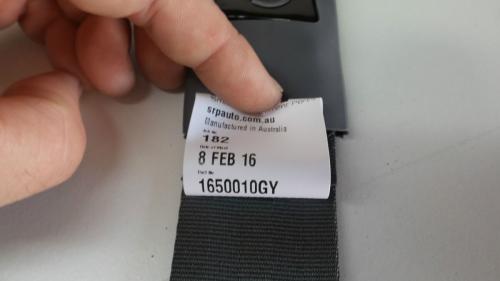 srpauto.com.au
Manufactured in Australia
182
8 FEB 16
1650010GY